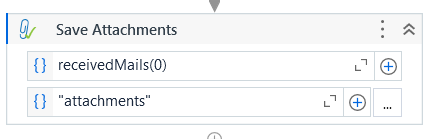 Save Attachments
{} receivedMails(0)
{} "attachments"
...